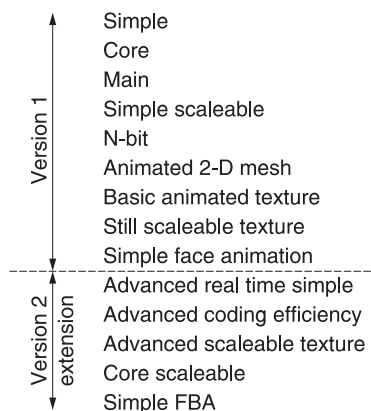 Version 1
Simple
Core
Main
Simple scaleable
N-bit
Animated 2-D mesh
Basic animated texture
Still scaleable texture
Simple face animation
Version 2
extension
Advanced real time simple
Advanced coding efficiency
Advanced scaleable texture
Core scaleable
Simple FBA